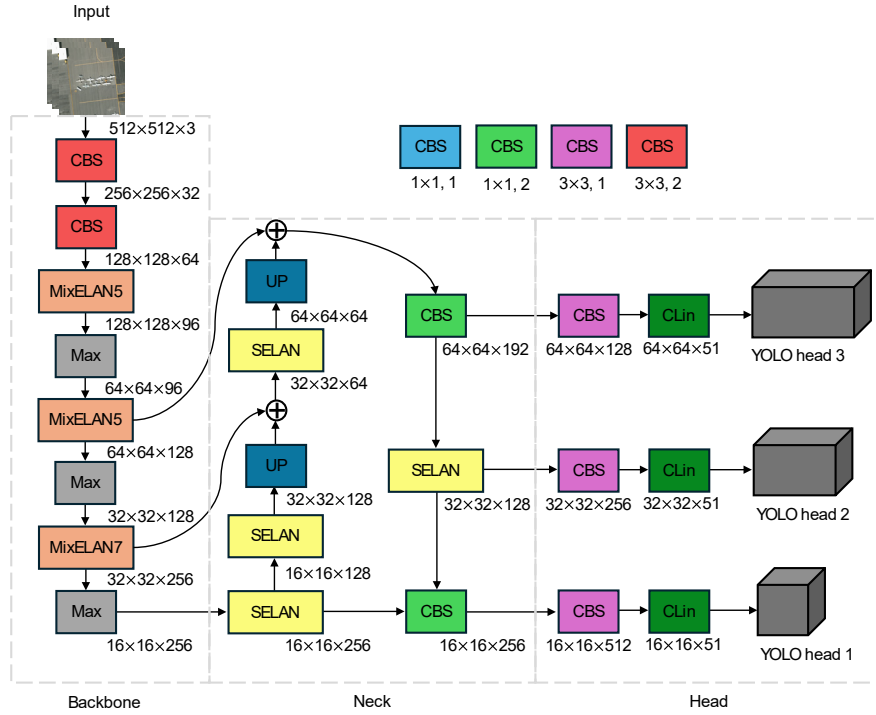 Input
512×512×3
CBS
256×256×32
CBS
128×128×64
MixELAN5
128×128×96
Max
64×64×96
MixELAN5
64×64×128
Max
32×32×128
MixELAN7
32×32×256
Max
16×16×256
Backbone
CBS
CBS
CBS
CBS
1×1, 1
1×1, 2
3×3, 1
3×3, 2
UP
64×64×64
SELAN
32×32×64
UP
32×32×128
SELAN
16×16×128
SELAN
16×16×256
CBS
64×64×192
SELAN
32×32×128
CBS
16×16×256
Neck
CBS
64×64×128
CLin
64×64×51
YOLO head 3
CBS
32×32×256
CLin
32×32×51
YOLO head 2
CBS
16×16×512
CLin
16×16×51
YOLO head 1
Head